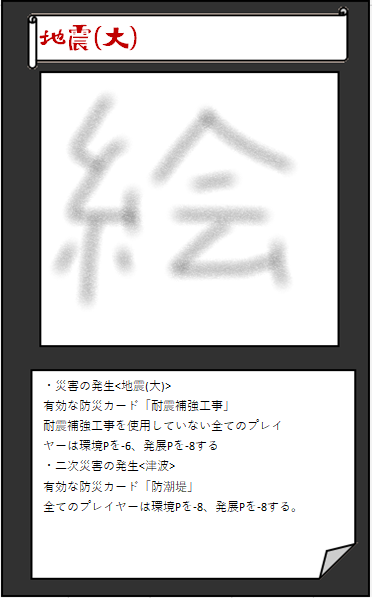 地震(大)
絵
・災害の発生<地震(大)>
有効な防災カード「耐震補強工事」
耐震補強工事を使用していない全てのプレイ
ヤーは環境Pを-6、発展Pを-8する
・二次災害の発生<津波>
有効な防災カード「防潮堤」
全てのプレイヤーは環境Pを-8、発展Pを-8する。